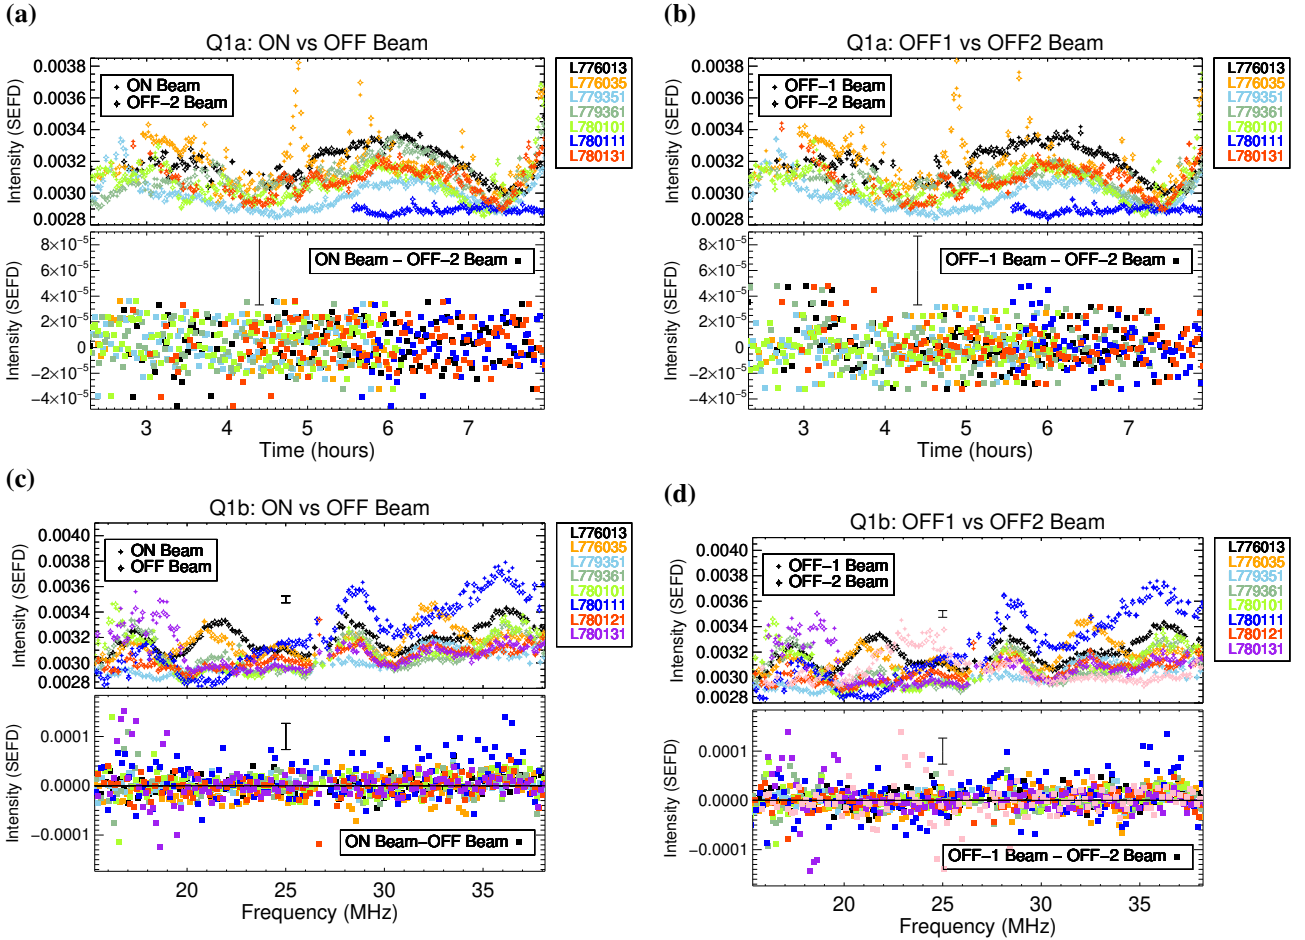 (a)
Q1a: ON vs OFF Beam
Intensity (SEFD)
0.0038
0.0036
0.0034
0.0032
0.0030
0.0028
ON Beam
OFF-2 Beam
L776013
L776035
L779351
L779361
L780101
L780111
L780131
Intensity (SEFD)
8×10⁻⁵
6×10⁻⁵
4×10⁻⁵
2×10⁻⁵
0
−2×10⁻⁵
−4×10⁻⁵
ON Beam − OFF-2 Beam
3 4 5 6 7
Time (hours)
(b)
Q1a: OFF1 vs OFF2 Beam
Intensity (SEFD)
0.0038
0.0036
0.0034
0.0032
0.0030
0.0028
OFF-1 Beam
OFF-2 Beam
L776013
L776035
L779351
L779361
L780101
L780111
L780131
Intensity (SEFD)
8×10⁻⁵
6×10⁻⁵
4×10⁻⁵
2×10⁻⁵
0
−2×10⁻⁵
−4×10⁻⁵
OFF-1 Beam − OFF-2 Beam
3 4 5 6 7
Time (hours)
(c)
Q1b: ON vs OFF Beam
Intensity (SEFD)
0.0040
0.0038
0.0036
0.0034
0.0032
0.0030
0.0028
ON Beam
OFF Beam
L776013
L776035
L779351
L779361
L780101
L780111
L780121
L780131
Intensity (SEFD)
0.0001
0.0000
−0.0001
ON Beam−OFF Beam
20 25 30 35
Frequency (MHz)
(d)
Q1b: OFF1 vs OFF2 Beam
Intensity (SEFD)
0.0040
0.0038
0.0036
0.0034
0.0032
0.0030
0.0028
OFF-1 Beam
OFF-2 Beam
L776013
L776035
L779351
L779361
L780101
L780111
L780121
L780131
Intensity (SEFD)
0.0001
0.0000
−0.0001
OFF-1 Beam − OFF-2 Beam
20 25 30 35
Frequency (MHz)